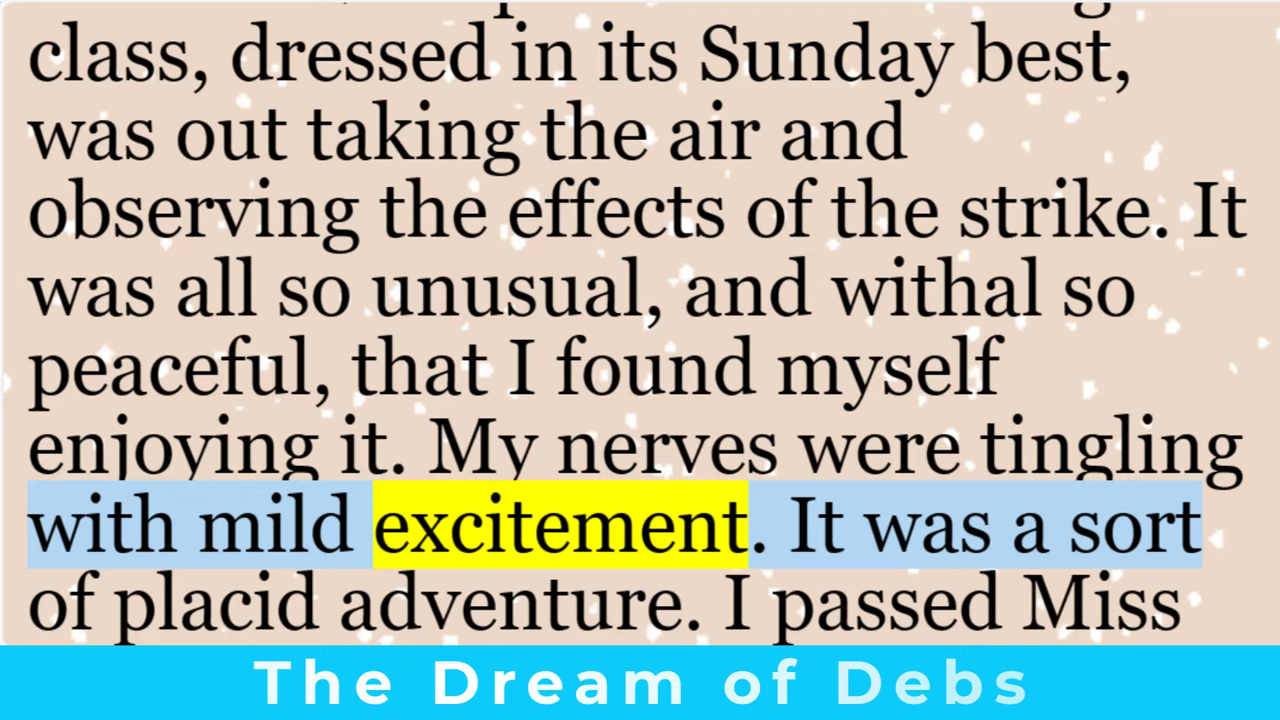 class, dressed in its Sunday best,
was out taking the air and
observing the effects of the strike. It
was all so unusual, and withal so
peaceful, that I found myself
enjoying it. My nerves were tingling
with mild excitement. It was a sort
of placid adventure. I passed Miss
The Dream of Debs